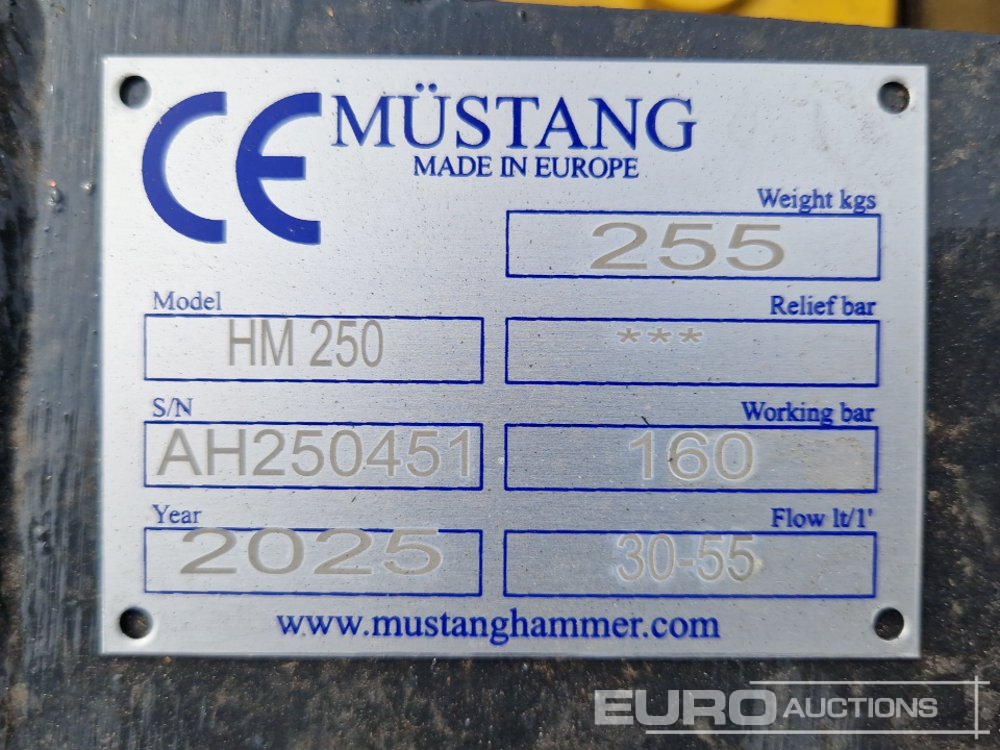 CE MÜSTANG
MADE IN EUROPE
Weight kgs
255
Model
HM 250
Relief bar
***
S/N
AH250451
Working bar
160
Year
2025
Flow lt/1'
30-55
www.mustanghammer.com
EURO AUCTIONS